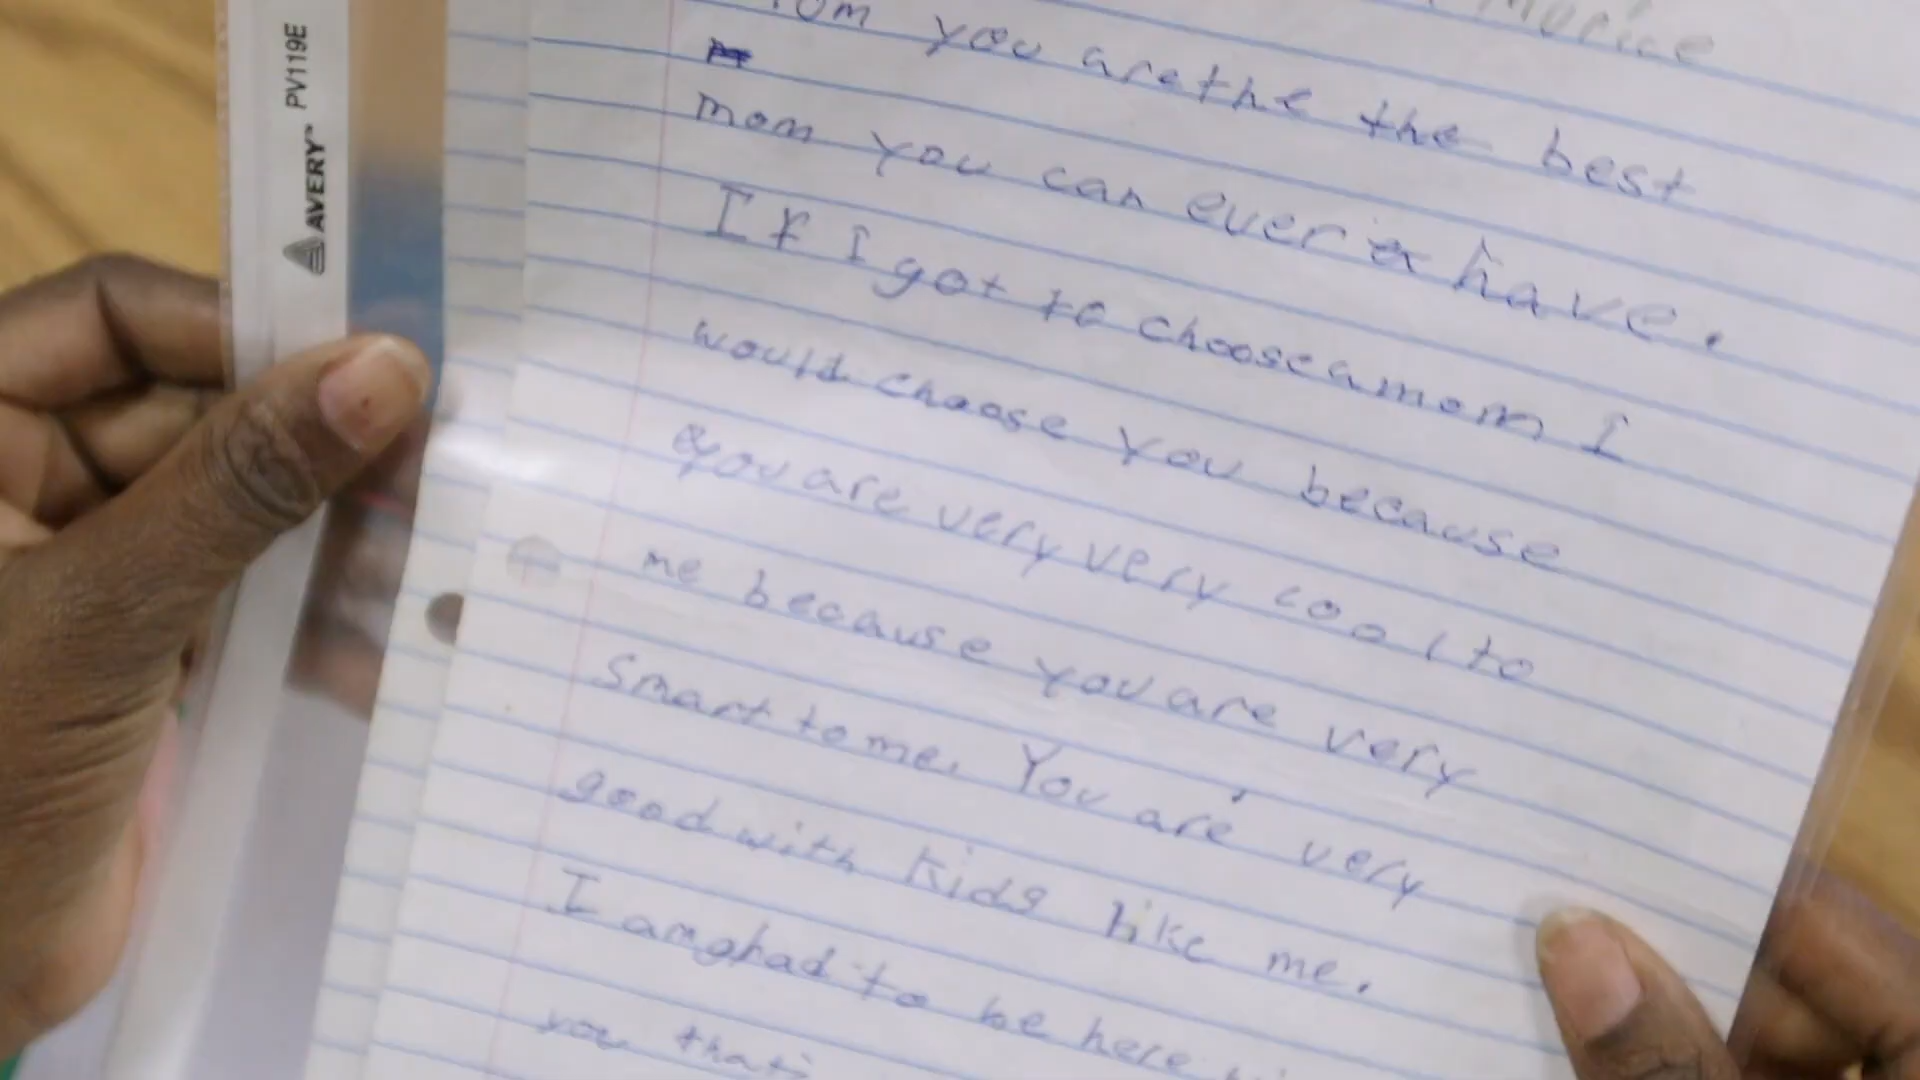 AVERY PV119E
you arethe the best
mom you can ever have.
If I got to chooseamom I
would choose you because
you are very very cool to
me because you are very
Smart to me. You are very
good with kids like me.
I am ghad to be here
you